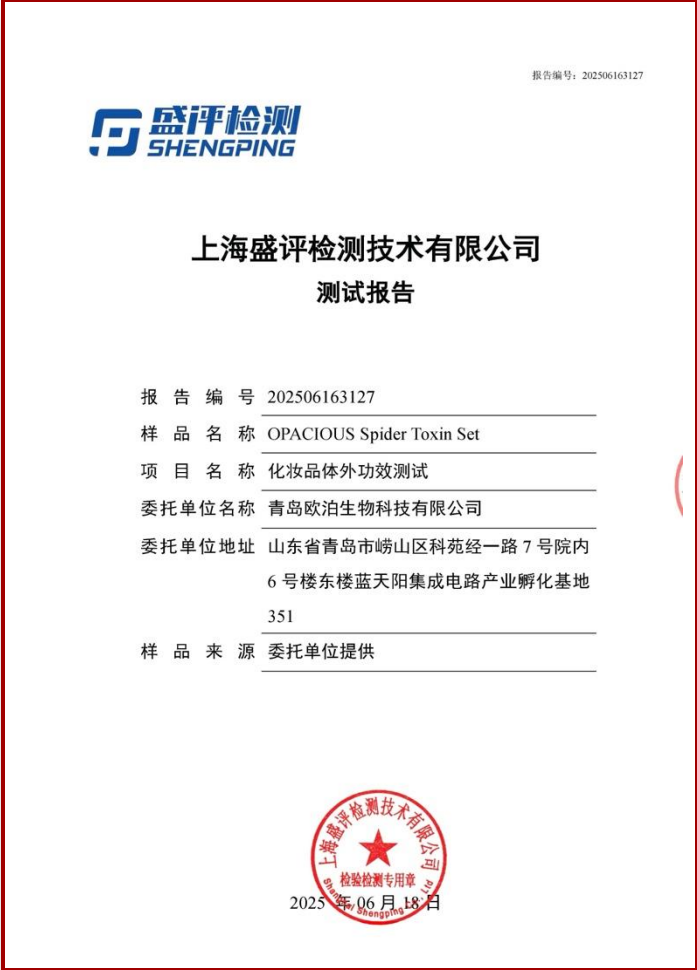 报告编号：202506163127
盛评检测
SHENGPING
上海盛评检测技术有限公司
测试报告
报 告 编 号 202506163127
样 品 名 称 OPACIOUS Spider Toxin Set
项 目 名 称 化妆品体外功效测试
委托单位名称 青岛欧泊生物科技有限公司
委托单位地址 山东省青岛市崂山区科苑经一路 7 号院内
6 号楼东楼蓝天阳集成电路产业孵化基地
351
样 品 来 源 委托单位提供
上海盛评检测技术有限公司
检验检测专用章
2025 年 06 月 18 日